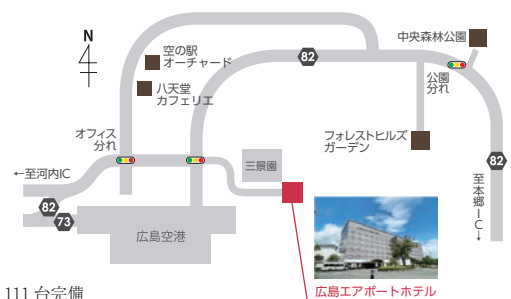 N
空の駅
オーチャード
八天堂
カフェリエ
82
中央森林公園
公園
分れ
フォレストヒルズ
ガーデン
オフィス
分れ
三景園
←至河内IC
82
73
広島空港
82
至本郷IC→
広島エアポートホテル
111 台完備